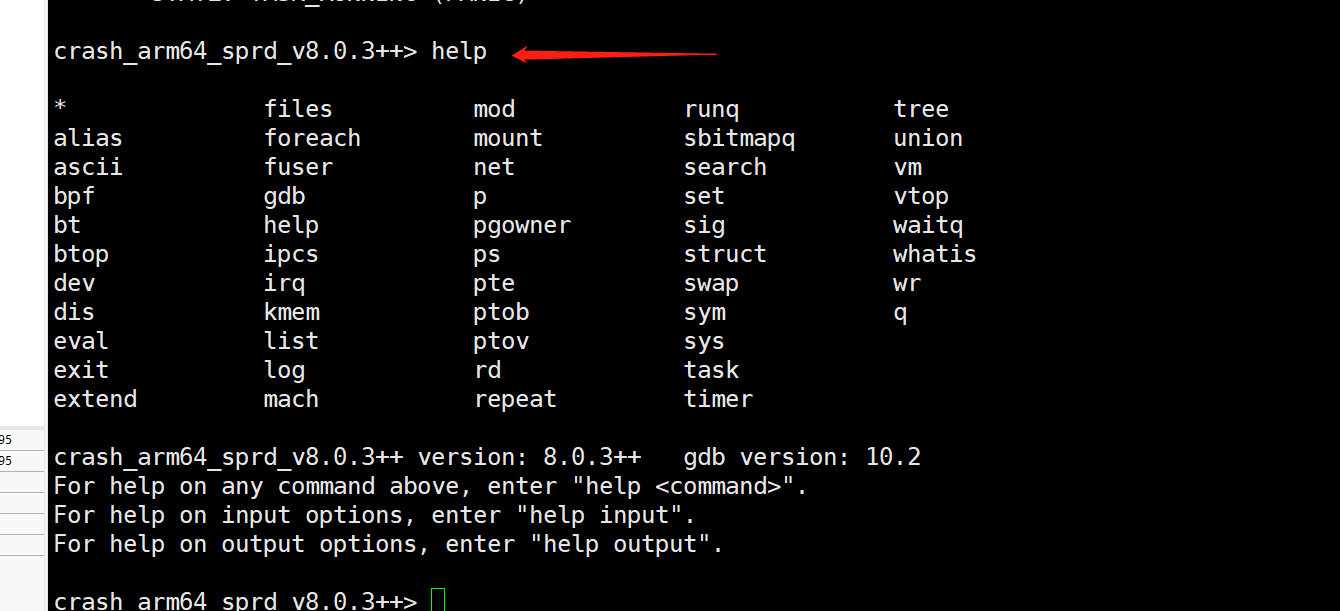 crash_arm64_sprd_v8.0.3++> help
* files mod runq tree
alias foreach mount sbitmapq union
ascii fuser net search vm
bpf gdb p set vtop
bt help pgowner sig waitq
btop ipcs ps struct whatis
dev irq pte swap wr
dis kmem ptob sym q
eval list ptov sys
exit log rd task
extend mach repeat timer
95
95
crash_arm64_sprd_v8.0.3++ version: 8.0.3++ gdb version: 10.2
For help on any command above, enter "help <command>".
For help on input options, enter "help input".
For help on output options, enter "help output".
crash_arm64_sprd_v8.0.3++>